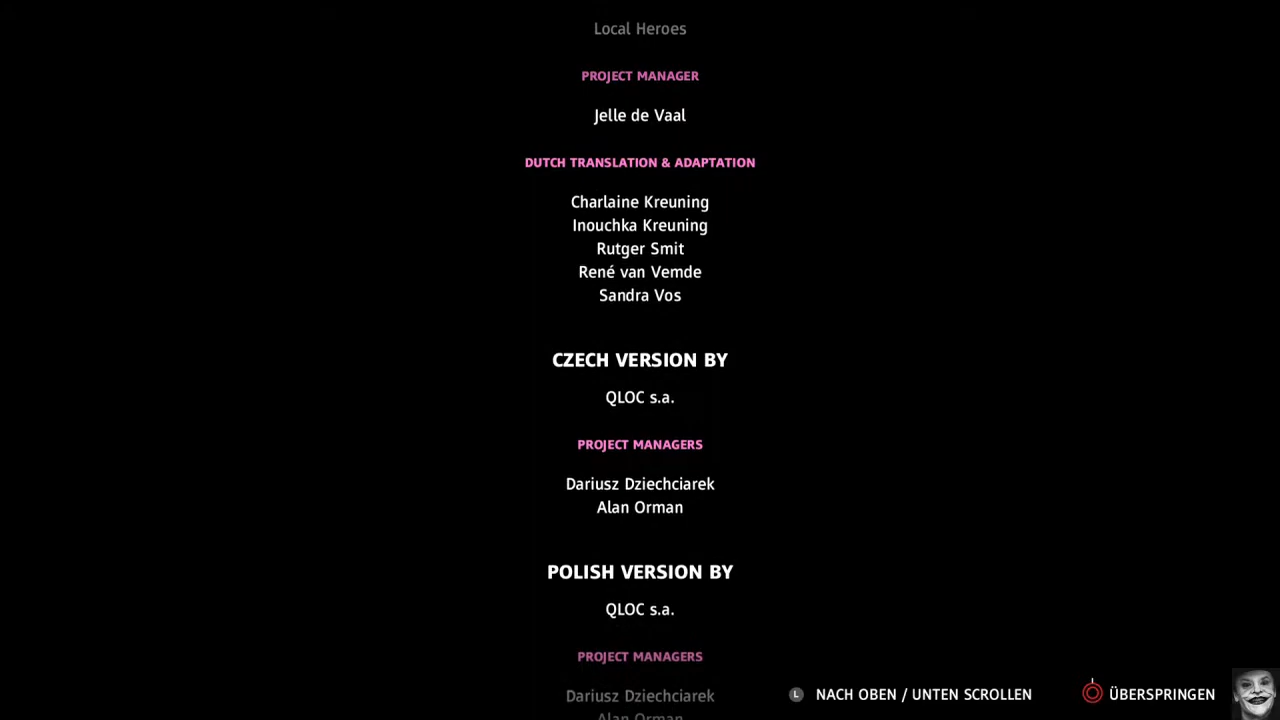 Local Heroes
PROJECT MANAGER
Jelle de Vaal
DUTCH TRANSLATION & ADAPTATION
Charlaine Kreuning
Inouchka Kreuning
Rutger Smit
René van Vemde
Sandra Vos
CZECH VERSION BY
QLOC s.a.
PROJECT MANAGERS
Dariusz Dziechciarek
Alan Orman
POLISH VERSION BY
QLOC s.a.
PROJECT MANAGERS
Dariusz Dziechciarek
Alan Orman
L NACH OBEN / UNTEN SCROLLEN
ÜBERSPRINGEN